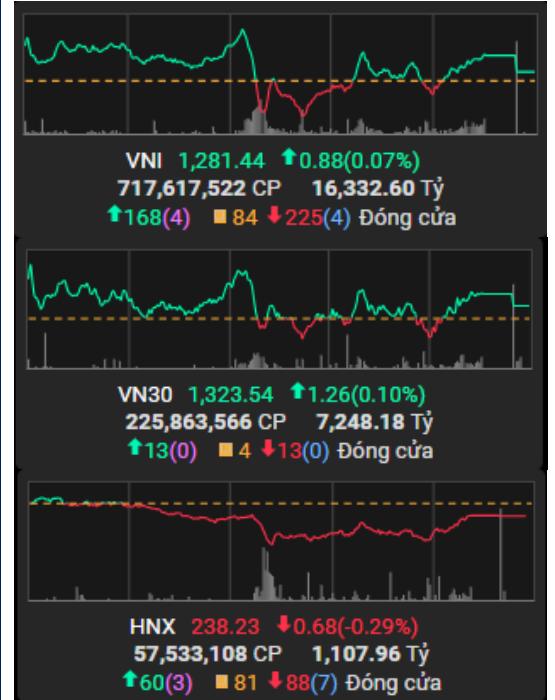 VNI 1,281.44 0.88(0.07%)
717,617,522 CP 16,332.60 Tỷ
168(4) 84 225(4) Đóng cửa
VN30 1,323.54 1.26(0.10%)
225,863,566 CP 7,248.18 Tỷ
13(0) 4 13(0) Đóng cửa
HNX 238.23 0.68(-0.29%)
57,533,108 CP 1,107.96 Tỷ
60(3) 81 88(7) Đóng cửa